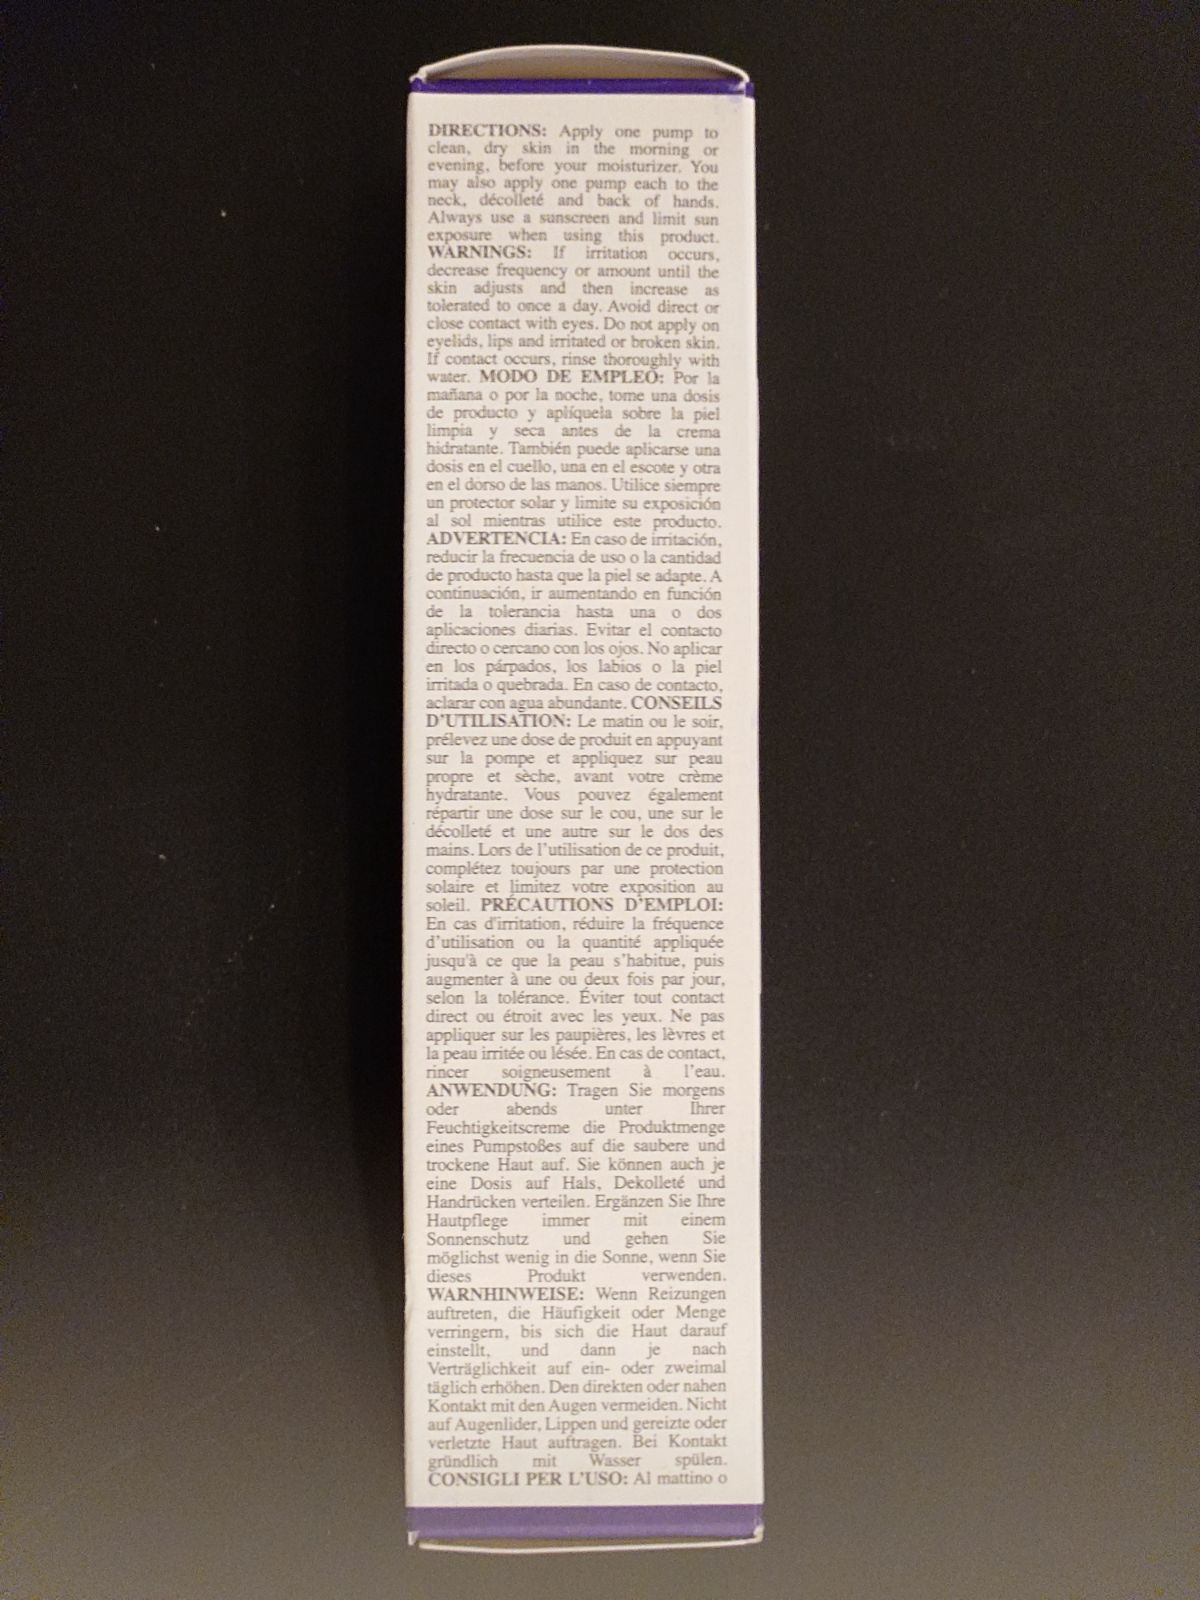 DIRECTIONS: Apply one pump to
clean, dry skin in the morning or
evening, before your moisturizer. You
may also apply one pump each to the
neck, décolleté and back of hands.
Always use a sunscreen and limit sun
exposure when using this product.
WARNINGS: If irritation occurs,
decrease frequency or amount until the
skin adjusts and then increase as
tolerated to once a day. Avoid direct or
close contact with eyes. Do not apply on
eyelids, lips and irritated or broken skin.
If contact occurs, rinse thoroughly with
water. MODO DE EMPLEO: Por la
mañana o por la noche, tome una dosis
de producto y aplíquela sobre la piel
limpia y seca antes de la crema
hidratante. También puede aplicarse una
dosis en el cuello, una en el escote y otra
en el dorso de las manos. Utilice siempre
un protector solar y limite su exposición
al sol mientras utilice este producto.
ADVERTENCIA: En caso de irritación,
reducir la frecuencia de uso o la cantidad
de producto hasta que la piel se adapte. A
continuación, ir aumentando en función
de la tolerancia hasta una o dos
aplicaciones diarias. Evitar el contacto
directo o cercano con los ojos. No aplicar
en los párpados, los labios o la piel
irritada o quebrada. En caso de contacto,
aclarar con agua abundante. CONSEILS
D'UTILISATION: Le matin ou le soir,
prélevez une dose de produit en appuyant
sur la pompe et appliquez sur peau
propre et sèche, avant votre crème
hydratante. Vous pouvez également
répartir une dose sur le cou, une sur le
décolleté et une autre sur le dos des
mains. Lors de l'utilisation de ce produit,
complétez toujours par une protection
solaire et limitez votre exposition au
soleil. PRÉCAUTIONS D'EMPLOI:
En cas d'irritation, réduire la fréquence
d'utilisation ou la quantité appliquée
jusqu'à ce que la peau s'habitue, puis
augmenter à une ou deux fois par jour,
selon la tolérance. Éviter tout contact
direct ou étroit avec les yeux. Ne pas
appliquer sur les paupières, les lèvres et
la peau irritée ou lésée. En cas de contact,
rincer soigneusement à l'eau.
ANWENDUNG: Tragen Sie morgens
oder abends unter Ihrer
Feuchtigkeitscreme die Produktmenge
eines Pumpstoßes auf die saubere und
trockene Haut auf. Sie können auch je
eine Dosis auf Hals, Dekolleté und
Handrücken verteilen. Ergänzen Sie Ihre
Hautpflege immer mit einem
Sonnenschutz und gehen Sie
möglichst wenig in die Sonne, wenn Sie
dieses Produkt verwenden.
WARNHINWEISE: Wenn Reizungen
auftreten, die Häufigkeit oder Menge
verringern, bis sich die Haut darauf
einstellt, und dann je nach
Verträglichkeit auf ein- oder zweimal
täglich erhöhen. Den direkten oder nahen
Kontakt mit den Augen vermeiden. Nicht
auf Augenlider, Lippen und gereizte oder
verletzte Haut auftragen. Bei Kontakt
gründlich mit Wasser spülen.
CONSIGLI PER L'USO: Al mattino o